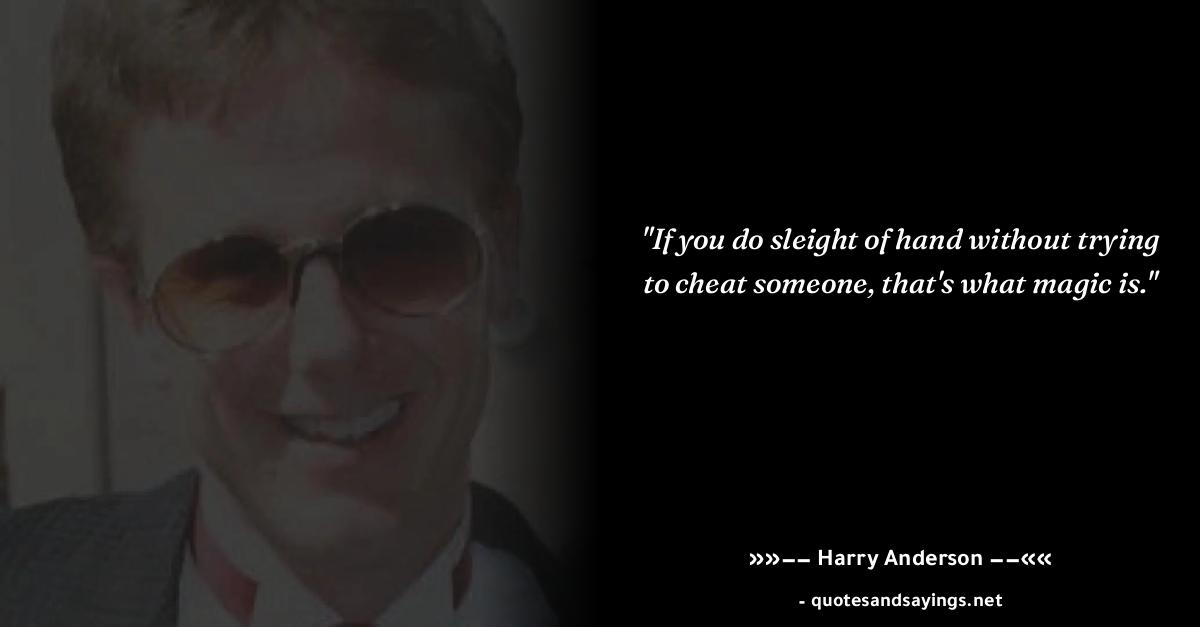 "If you do sleight of hand without trying
to cheat someone, that's what magic is."
»»−− Harry Anderson −−««
- quotesandsayings.net